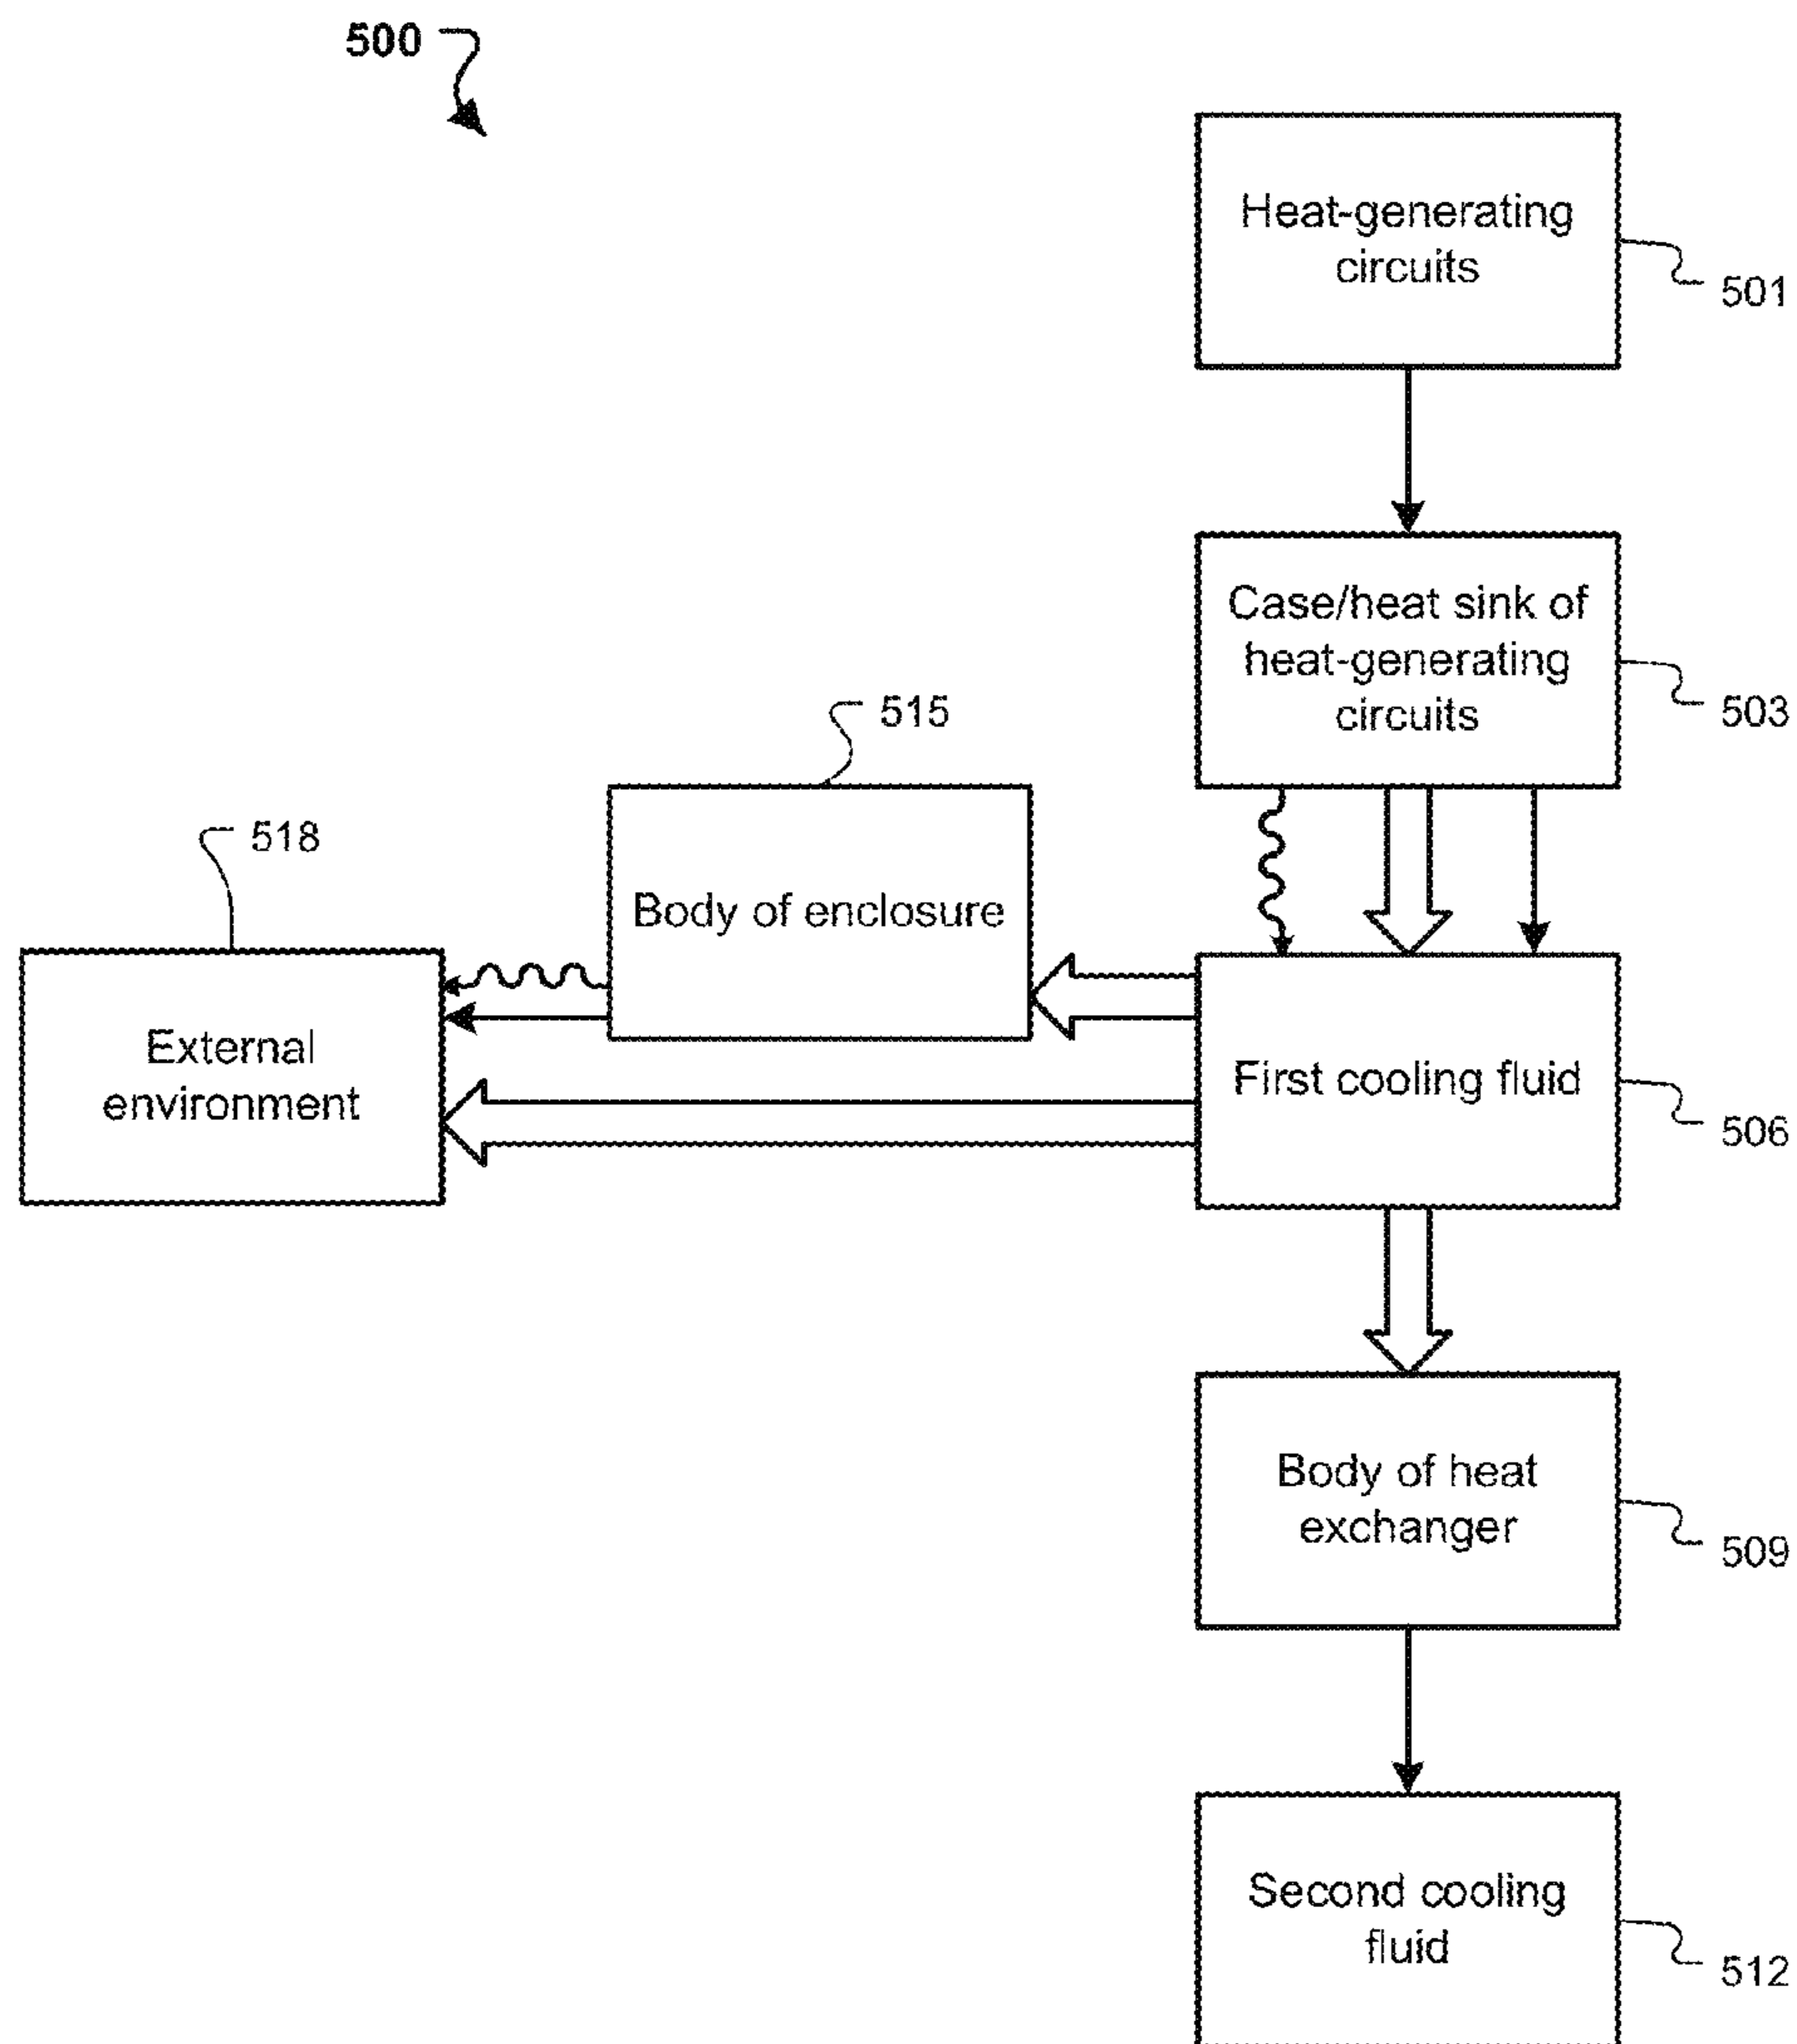 500
Heat-generating
circuits
501
Case/heat sink of
heat-generating
circuits
503
515
Body of enclosure
518
External
environment
First cooling fluid
506
Body of heat
exchanger
509
Second cooling
fluid
512